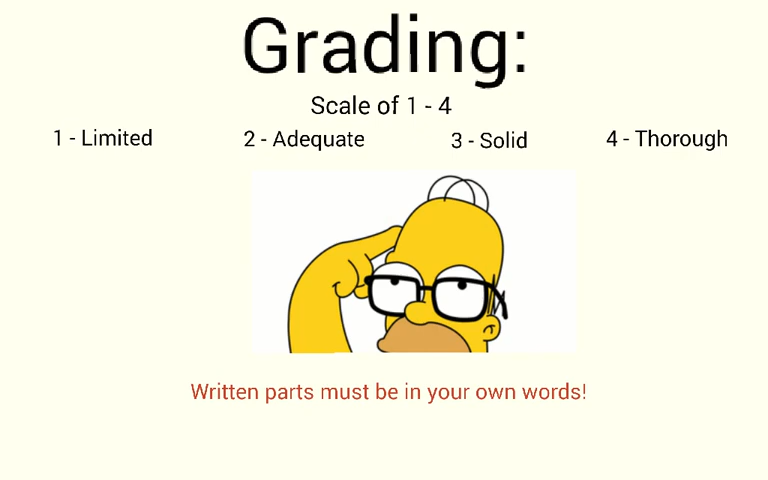 Grading:
Scale of 1 - 4
1 - Limited 2 - Adequate 3 - Solid 4 - Thorough
Written parts must be in your own words!